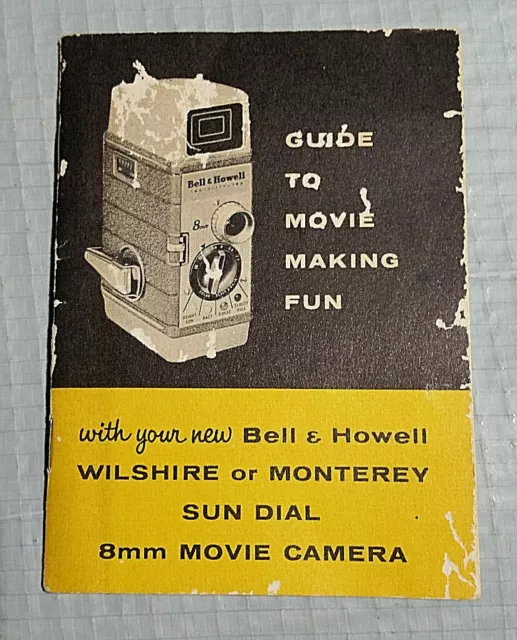 GUIDE
TO
MOVIE
MAKING
FUN
Bell & Howell
8mm
with your new Bell & Howell
WILSHIRE or MONTEREY
SUN DIAL
8mm MOVIE CAMERA